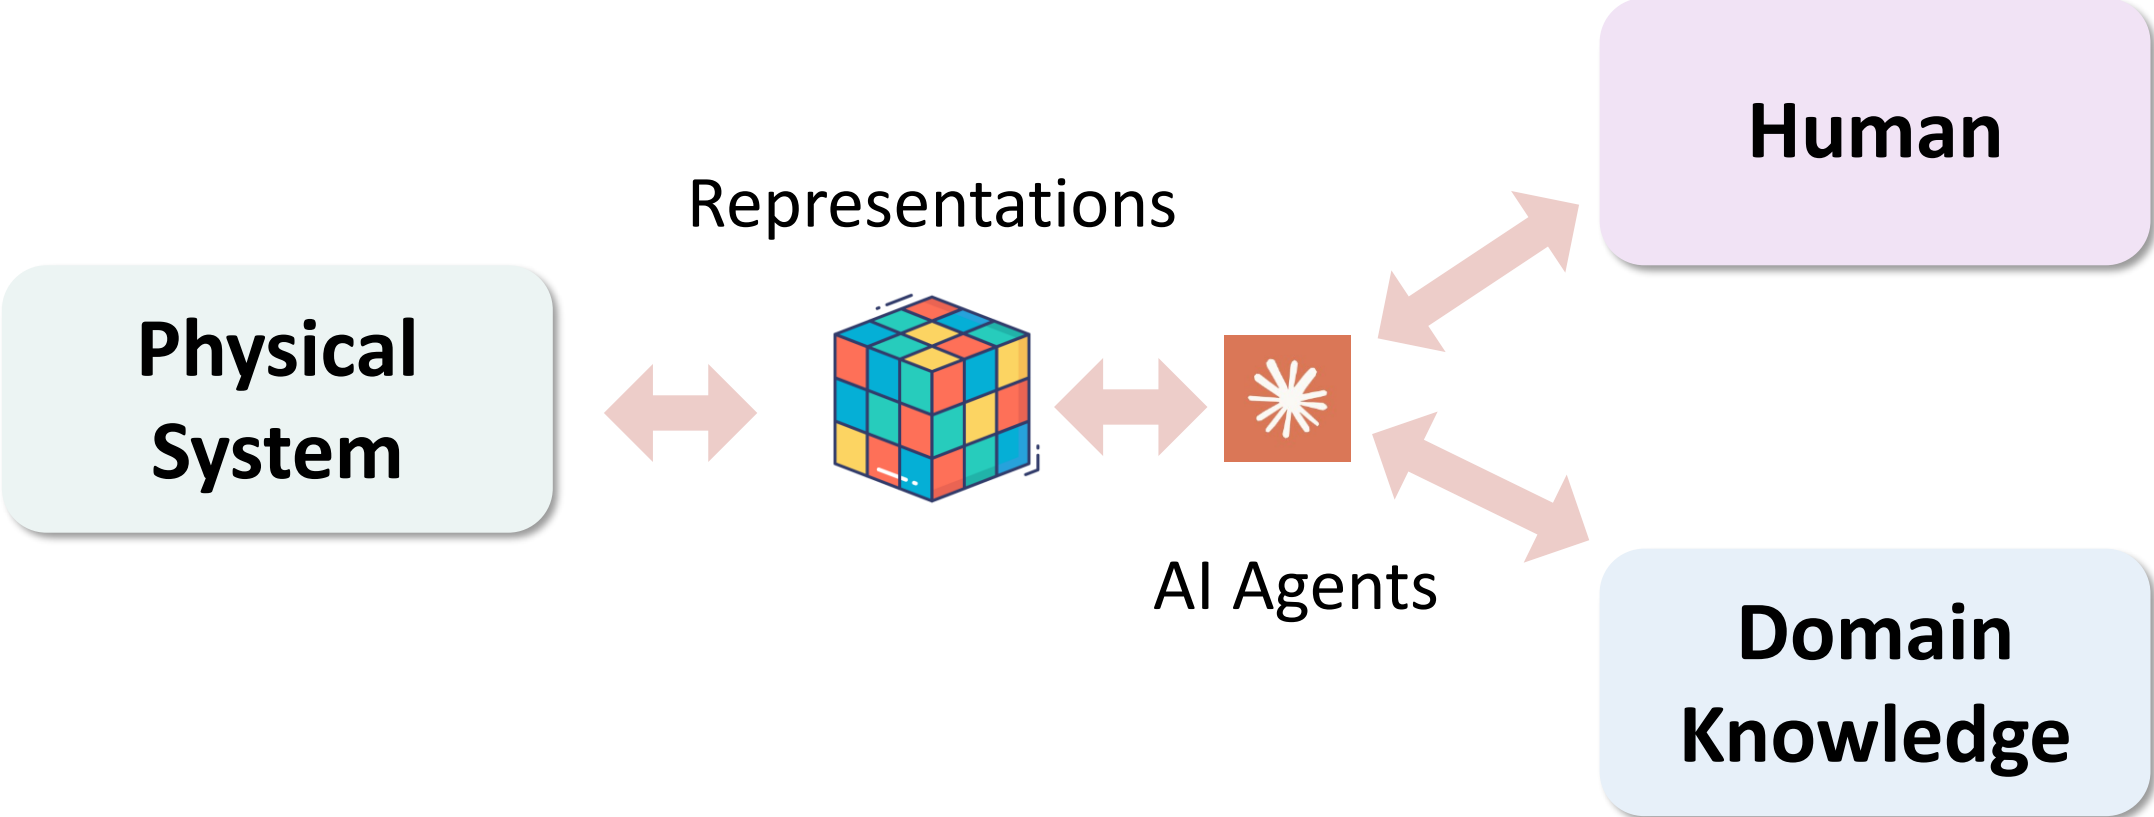 Human
Representations
Physical
System
AI Agents
Domain
Knowledge